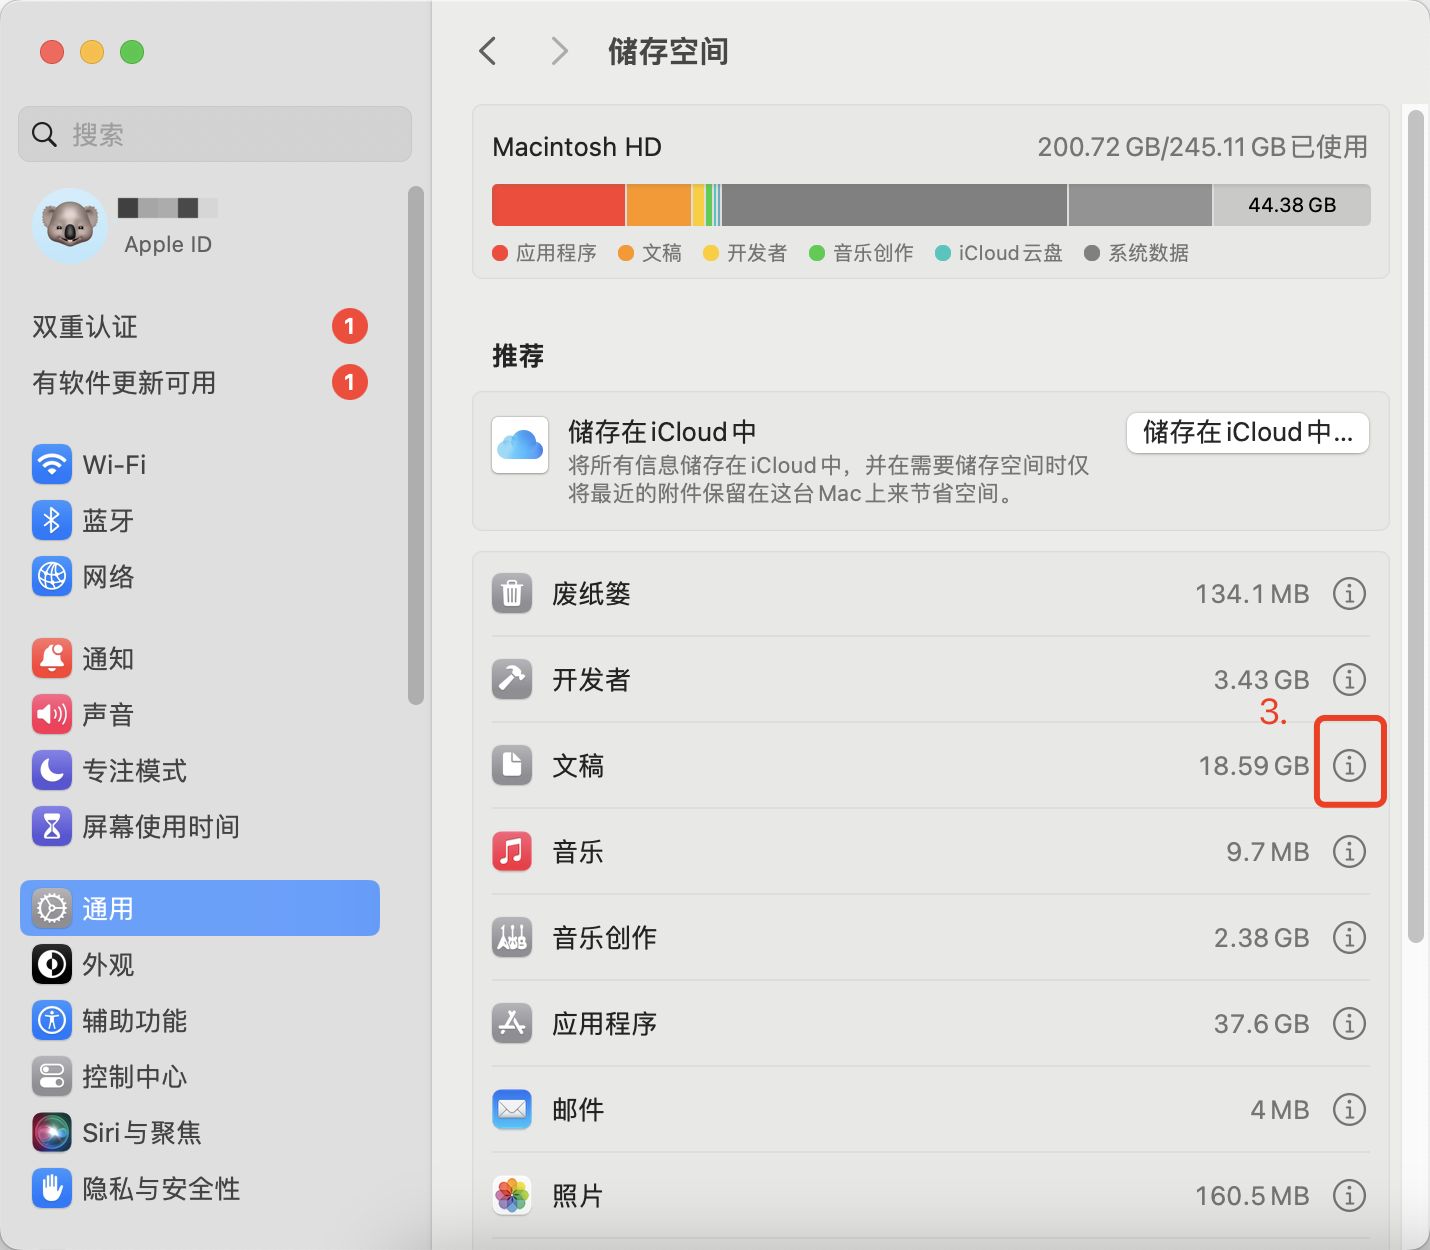 储存空间
搜索
Apple ID
双重认证
1
有软件更新可用
1
Wi-Fi
蓝牙
网络
通知
声音
专注模式
屏幕使用时间
通用
外观
辅助功能
控制中心
Siri与聚焦
隐私与安全性
Macintosh HD
200.72 GB/245.11 GB已使用
44.38 GB
应用程序
文稿
开发者
音乐创作
iCloud云盘
系统数据
推荐
储存在iCloud中
将所有信息储存在iCloud中，并在需要储存空间时仅
将最近的附件保留在这台Mac上来节省空间。
储存在iCloud中...
废纸篓
134.1 MB
开发者
3.43 GB
3.
文稿
18.59 GB
音乐
9.7 MB
音乐创作
2.38 GB
应用程序
37.6 GB
邮件
4 MB
照片
160.5 MB